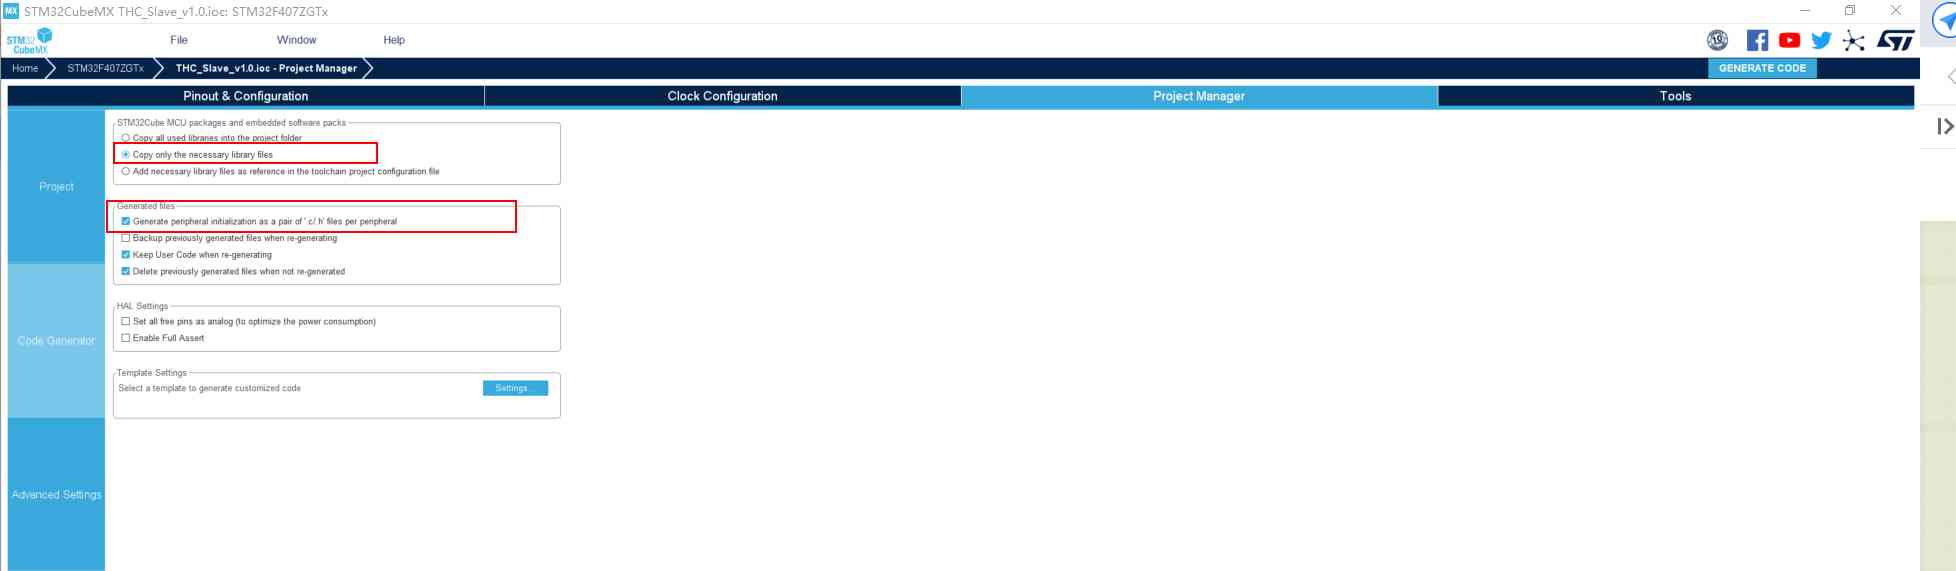 MX STM32CubeMX THC_Slave_v1.0.ioc: STM32F407ZGTx
STM32 CubeMX
File Window Help
Home STM32F407ZGTx THC_Slave_v1.0.ioc - Project Manager GENERATE CODE
Pinout & Configuration Clock Configuration Project Manager Tools
Project
Code Generator
Advanced Settings
STM32Cube MCU packages and embedded software packs
Copy all used libraries into the project folder
Copy only the necessary library files
Add necessary library files as reference in the toolchain project configuration file
Generated files
Generate peripheral initialization as a pair of '.c/.h' files per peripheral
Backup previously generated files when re-generating
Keep User Code when re-generating
Delete previously generated files when not re-generated
HAL Settings
Set all free pins as analog (to optimize the power consumption)
Enable Full Assert
Template Settings
Select a template to generate customized code Settings...